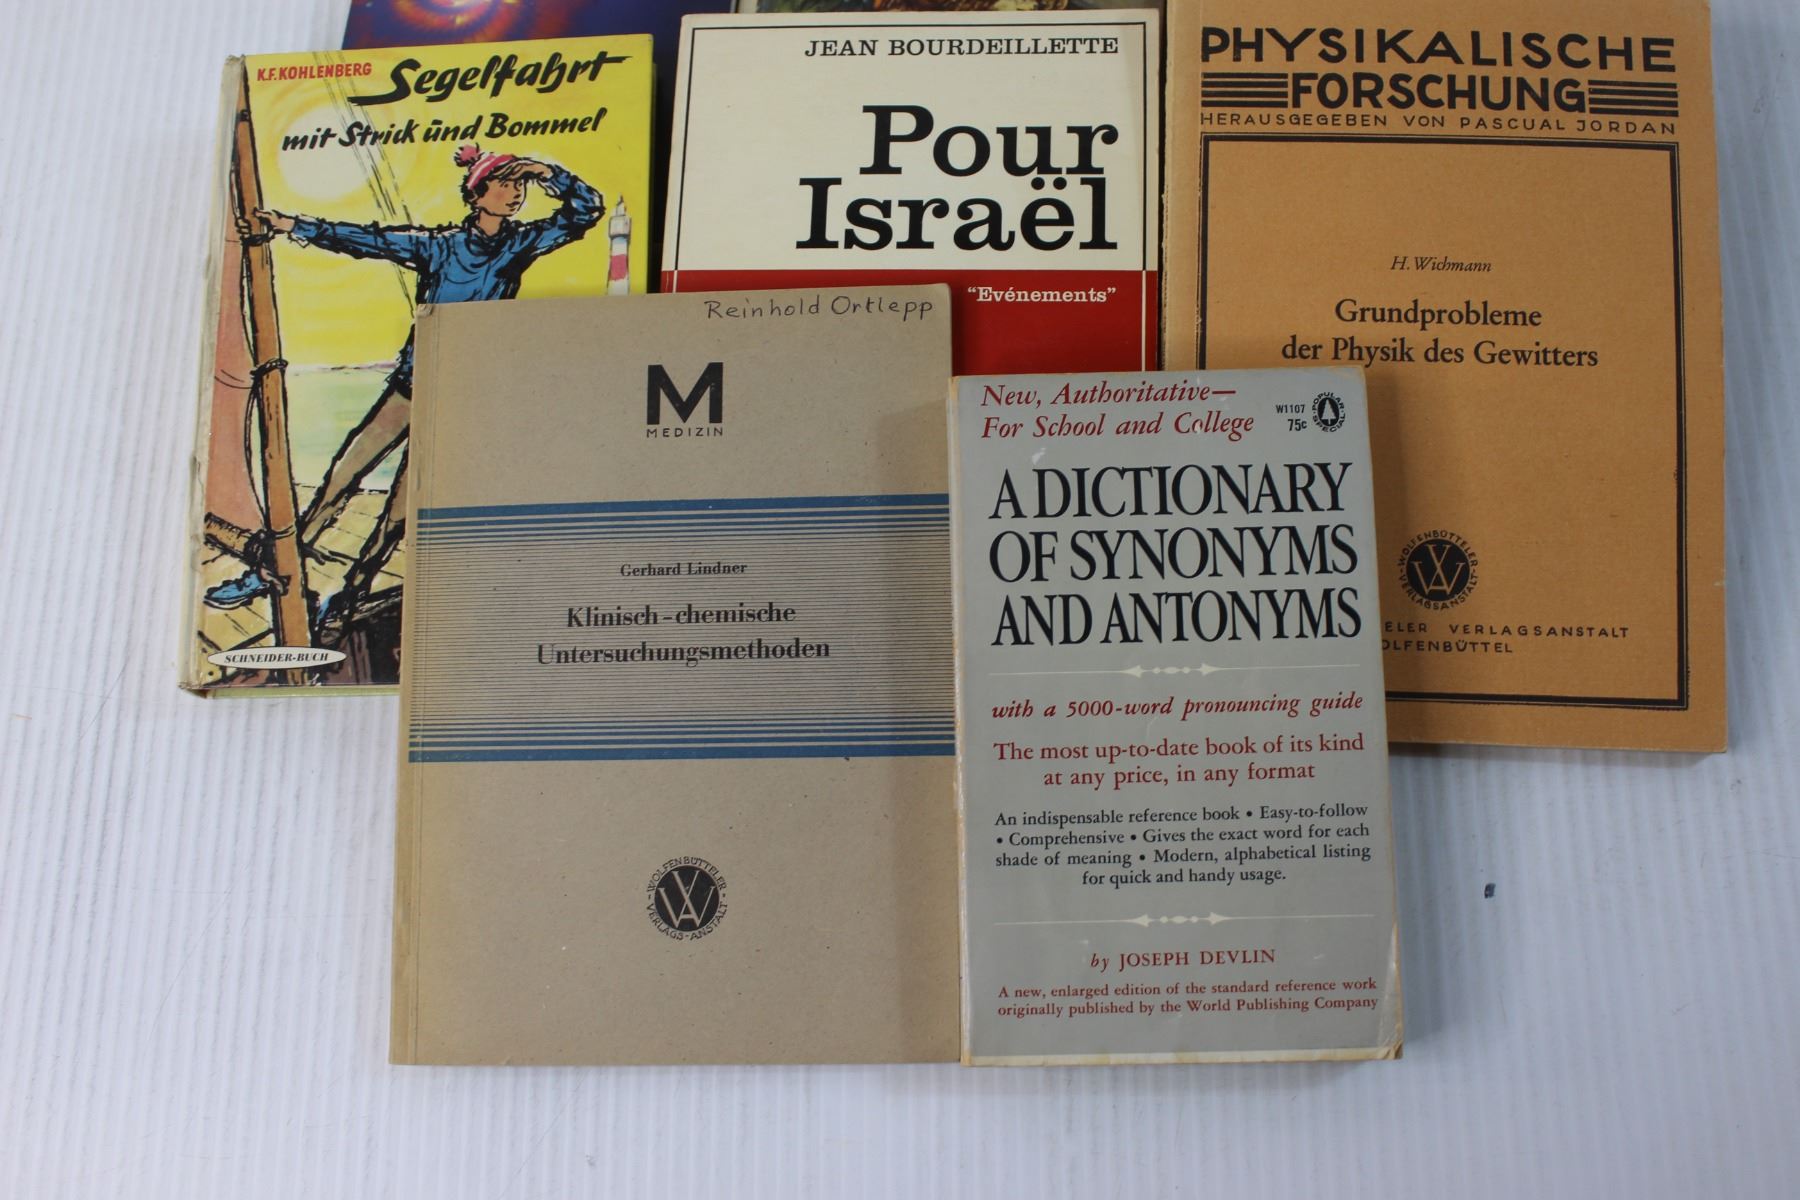 K.F. KOHLENBERG
Segelfahrt
mit Strick und Bommel
SCHNEIDER-BUCH
JEAN BOURDEILLETTE
Pour
Israël
"Evénements"
PHYSIKALISCHE
FORSCHUNG
HERAUSGEGEBEN VON PASCUAL JORDAN
H. Wichmann
Grundprobleme
der Physik des Gewitters
WOLFENBÜTTELER
VERLAGSANSTALT
VERLAGSANSTALT
Reinhold Ortlepp
M
MEDIZIN
Gerhard Lindner
Klinisch-chemische
Untersuchungsmethoden
WOLFENBÜTTELER
VERLAGS-ANSTALT
New, Authoritative—
For School and College
W1107
75c
POPULAR
SPECIAL
A DICTIONARY
OF SYNONYMS
AND ANTONYMS
with a 5000-word pronouncing guide
The most up-to-date book of its kind
at any price, in any format
An indispensable reference book • Easy-to-follow
• Comprehensive • Gives the exact word for each
shade of meaning • Modern, alphabetical listing
for quick and handy usage.
by JOSEPH DEVLIN
A new, enlarged edition of the standard reference work
originally published by the World Publishing Company